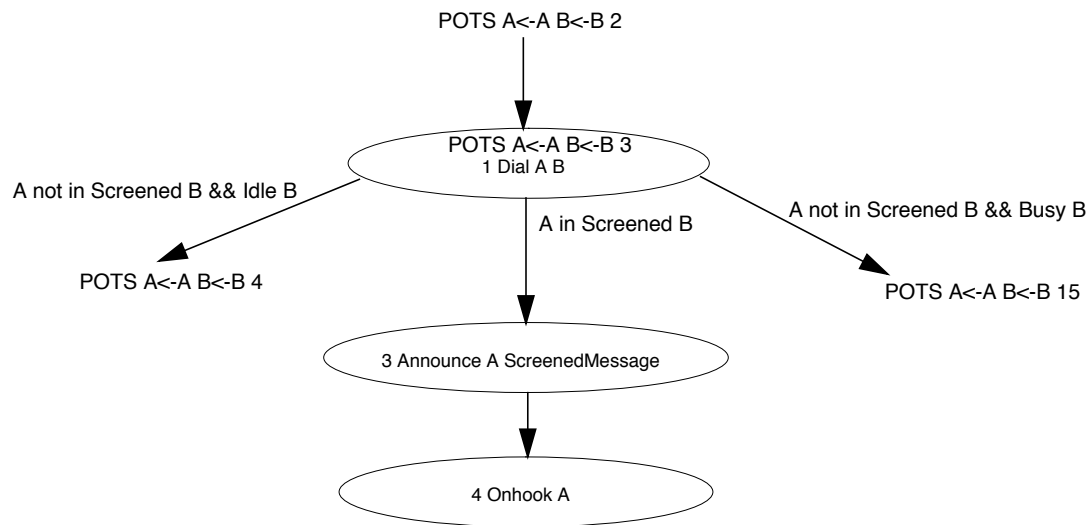 POTS A<-A B<-B 2
POTS A<-A B<-B 3
1 Dial A B
A not in Screened B && Idle B
A in Screened B
A not in Screened B && Busy B
POTS A<-A B<-B 4
POTS A<-A B<-B 15
3 Announce A ScreenedMessage
4 Onhook A